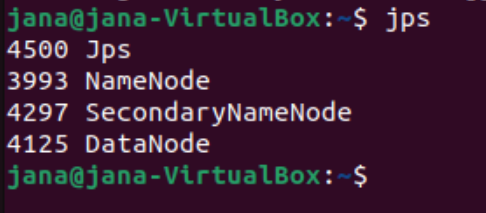 jana@jana-VirtualBox:~$ jps
4500 Jps
3993 NameNode
4297 SecondaryNameNode
4125 DataNode
jana@jana-VirtualBox:~$